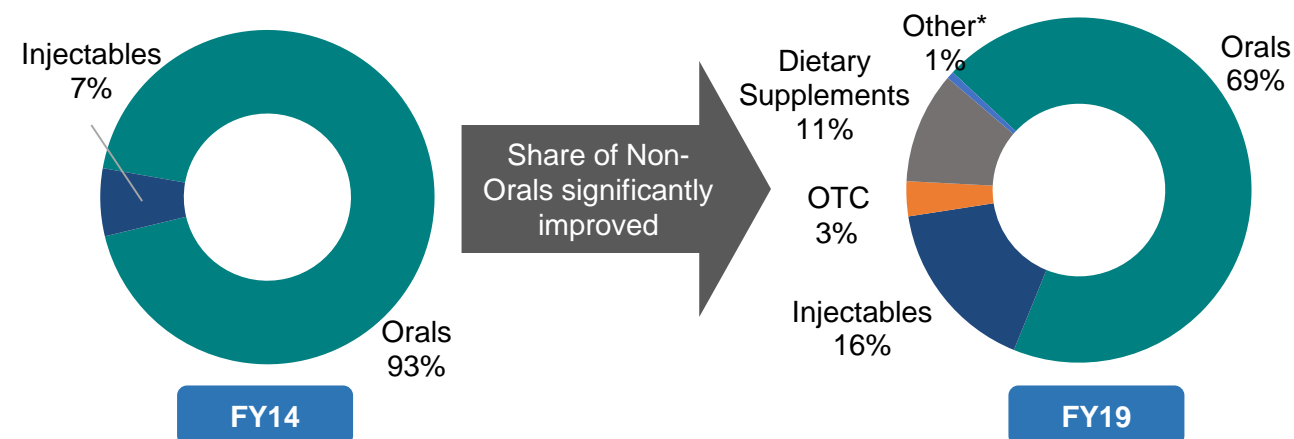 Injectables
7%
Orals
93%
FY14
Share of Non-
Orals significantly
improved
Other*
1%
Dietary
Supplements
11%
OTC
3%
Injectables
16%
Orals
69%
FY19